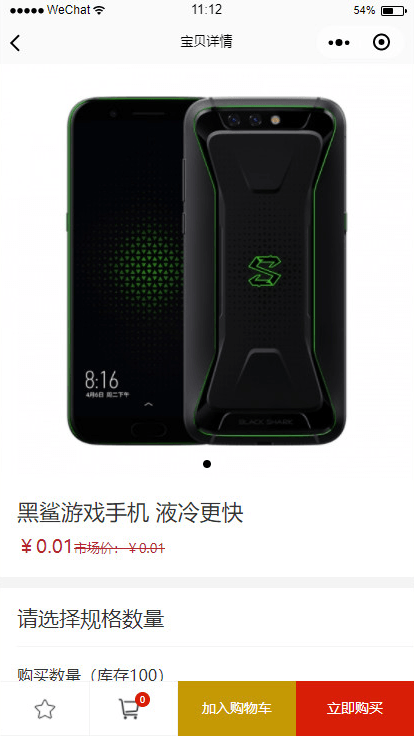 WeChat 11:12 54%
宝贝详情
8:16
4月6日 周二下午
BLACK SHARK
黑鲨游戏手机 液冷更快
￥0.01市场价：￥0.01
请选择规格数量
购买数量（库存100）
0
加入购物车 立即购买